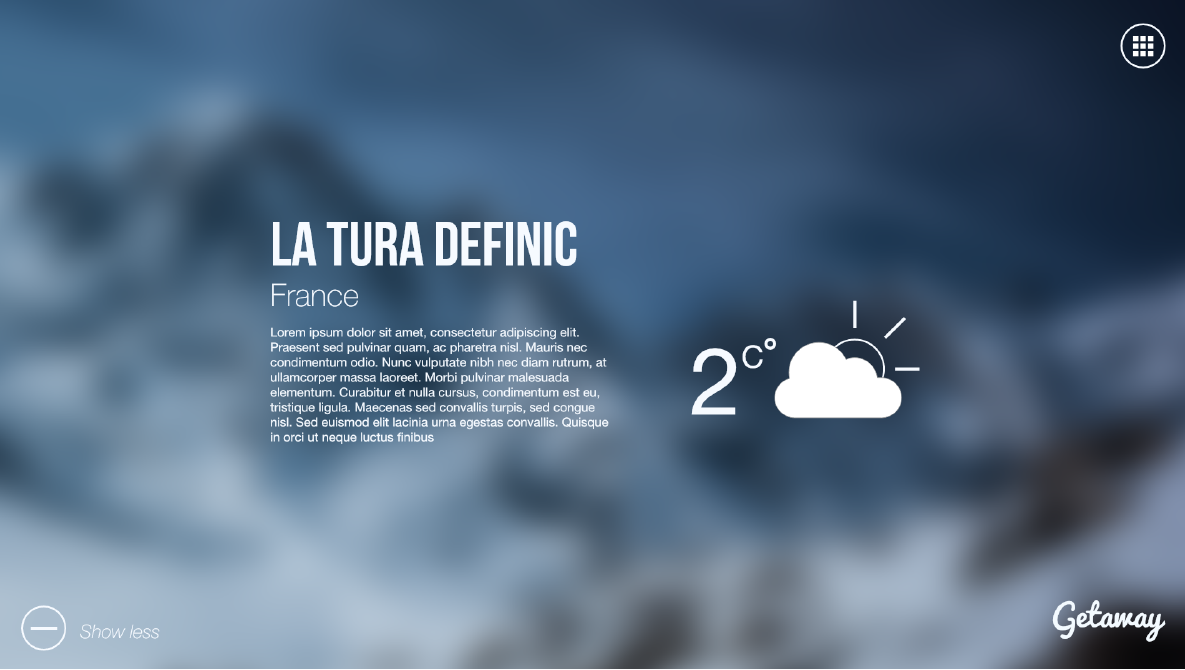 LA TURA DEFINIC
France
Lorem ipsum dolor sit amet, consectetur adipiscing elit.
Praesent sed pulvinar quam, ac pharetra nisl. Mauris nec
condimentum odio. Nunc vulputate nibh nec diam rutrum, at
ullamcorper massa laoreet. Morbi pulvinar malesuada
elementum. Curabitur et nulla cursus, condimentum est eu,
tristique ligula. Maecenas sed convallis turpis, sed congue
nisl. Sed euismod elit lacinia urna egestas convallis. Quisque
in orci ut neque luctus finibus
2 C°
Show less
Getaway